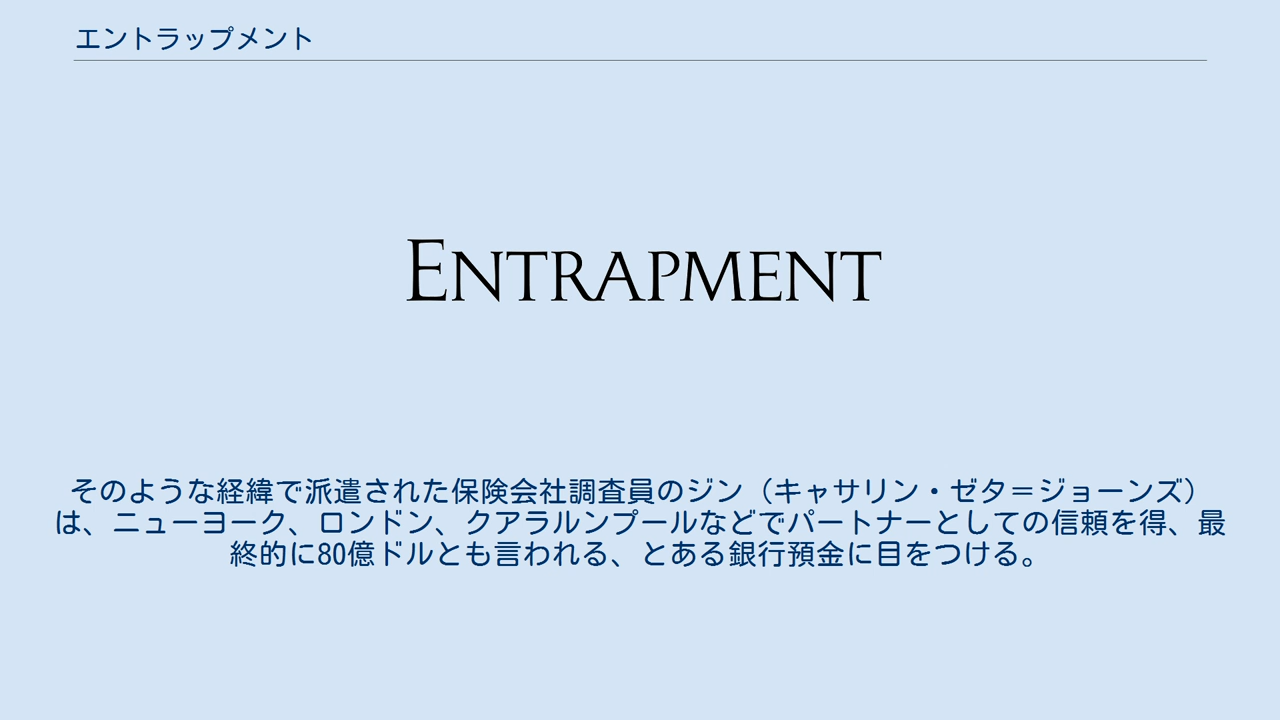 エントラップメント
ENTRAPMENT
そのような経緯で派遣された保険会社調査員のジン（キャサリン・ゼタ＝ジョーンズ）
は、ニューヨーク、ロンドン、クアラルンプールなどでパートナーとしての信頼を得、最
終的に80億ドルとも言われる、とある銀行預金に目をつける。